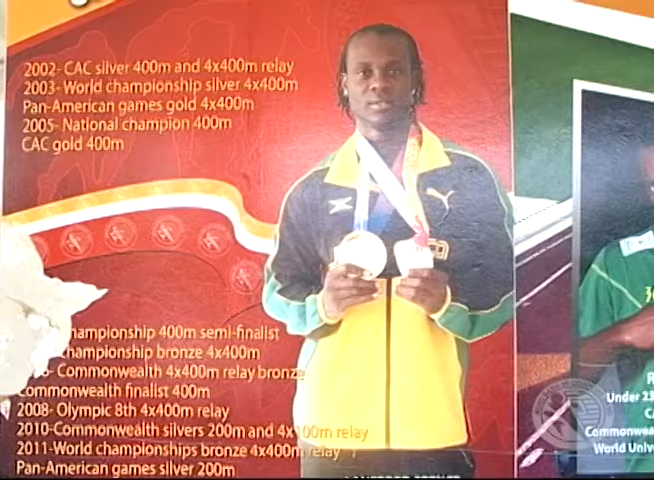 2002- CAC silver 400m and 4x400m relay
2003- World championship silver 4x400m
Pan-American games gold 4x400m
2005- National champion 400m
CAC gold 400m
hampionship 400m semi-finalist
championship bronze 4x400m
Commonwealth 4x400m relay bronze
Commonwealth finalist 400m
2008- Olympic 8th 4x400m relay
2010-Commonwealth silvers 200m and 4x100m relay
2011-World championships bronze 4x400m relay
Pan-American games silver 200m
Under 23
Commonwe
World Univ